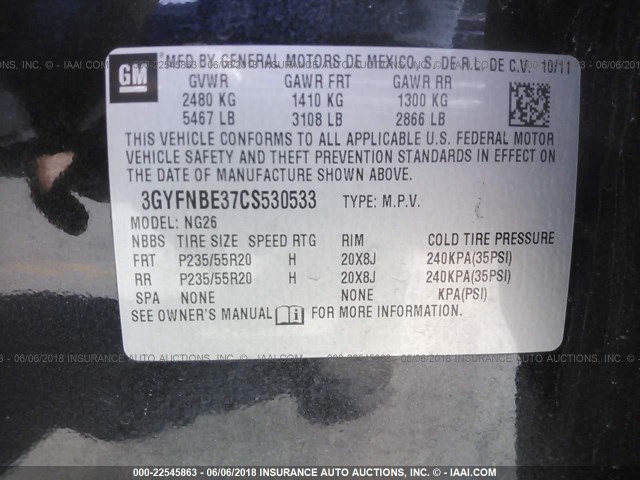 GM
MFD BY GENERAL MOTORS DE MEXICO, S. DE R.L. DE C.V. 10/11
GVWR GAWR FRT GAWR RR
2480 KG 1410 KG 1300 KG
5467 LB 3108 LB 2866 LB
THIS VEHICLE CONFORMS TO ALL APPLICABLE U.S. FEDERAL MOTOR
VEHICLE SAFETY AND THEFT PREVENTION STANDARDS IN EFFECT ON
THE DATE OF MANUFACTURE SHOWN ABOVE.
3GYFNBE37CS530533 TYPE: M.P.V.
MODEL: NG26
NBBS TIRE SIZE SPEED RTG RIM COLD TIRE PRESSURE
FRT P235/55R20 H 20X8J 240KPA(35PSI)
RR P235/55R20 H 20X8J 240KPA(35PSI)
SPA NONE NONE KPA(PSI)
SEE OWNER'S MANUAL i FOR MORE INFORMATION.
000-22545863 - 06/06/2018 INSURANCE AUTO AUCTIONS - WWW.IAAI.COM